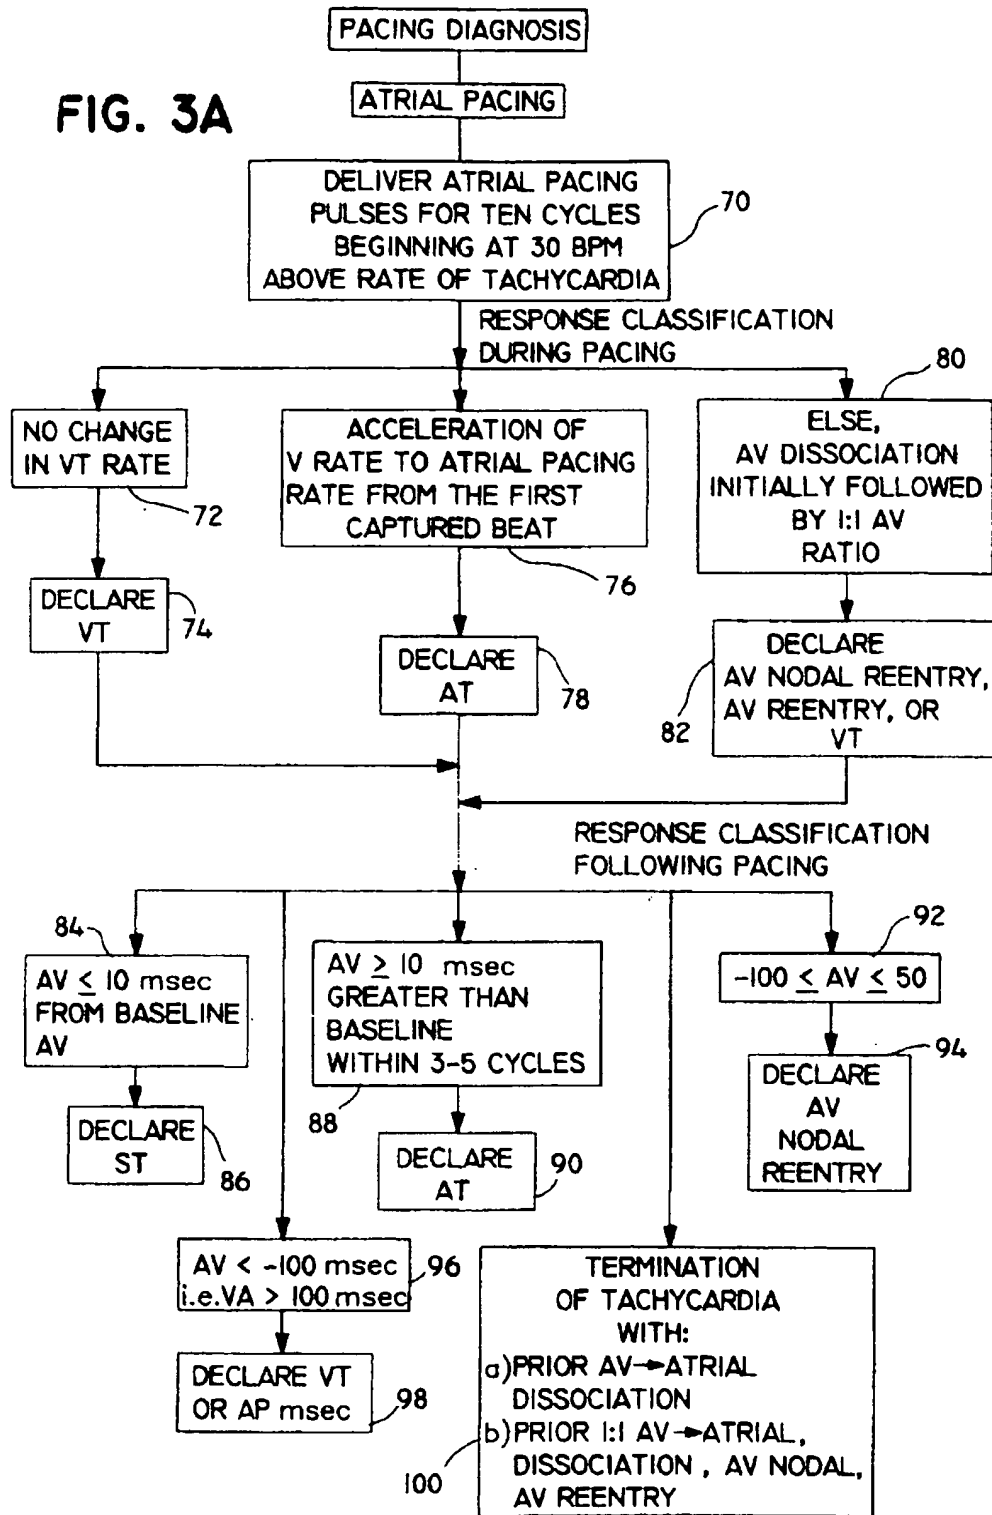 PACING DIAGNOSIS
ATRIAL PACING
FIG. 3A
DELIVER ATRIAL PACING
PULSES FOR TEN CYCLES
BEGINNING AT 30 BPM
ABOVE RATE OF TACHYCARDIA
70
RESPONSE CLASSIFICATION
DURING PACING
80
NO CHANGE
IN VT RATE
72
ACCELERATION OF
V RATE TO ATRIAL PACING
RATE FROM THE FIRST
CAPTURED BEAT
76
ELSE,
AV DISSOCIATION
INITIALLY FOLLOWED
BY 1:1 AV
RATIO
DECLARE
VT
74
DECLARE
AT
78
DECLARE
AV NODAL REENTRY,
AV REENTRY, OR
VT
82
RESPONSE CLASSIFICATION
FOLLOWING PACING
84
AV ≤ 10 msec
FROM BASELINE
AV
AV ≥ 10 msec
GREATER THAN
BASELINE
WITHIN 3-5 CYCLES
88
92
-100 ≤ AV ≤ 50
94
DECLARE
AV
NODAL
REENTRY
DECLARE
ST
86
DECLARE
AT
90
AV < -100 msec
i.e.VA > 100 msec
96
DECLARE VT
OR AP msec
98
TERMINATION
OF TACHYCARDIA
WITH:
a)PRIOR AV→ATRIAL
DISSOCIATION
b)PRIOR 1:1 AV→ATRIAL,
DISSOCIATION , AV NODAL,
AV REENTRY
100